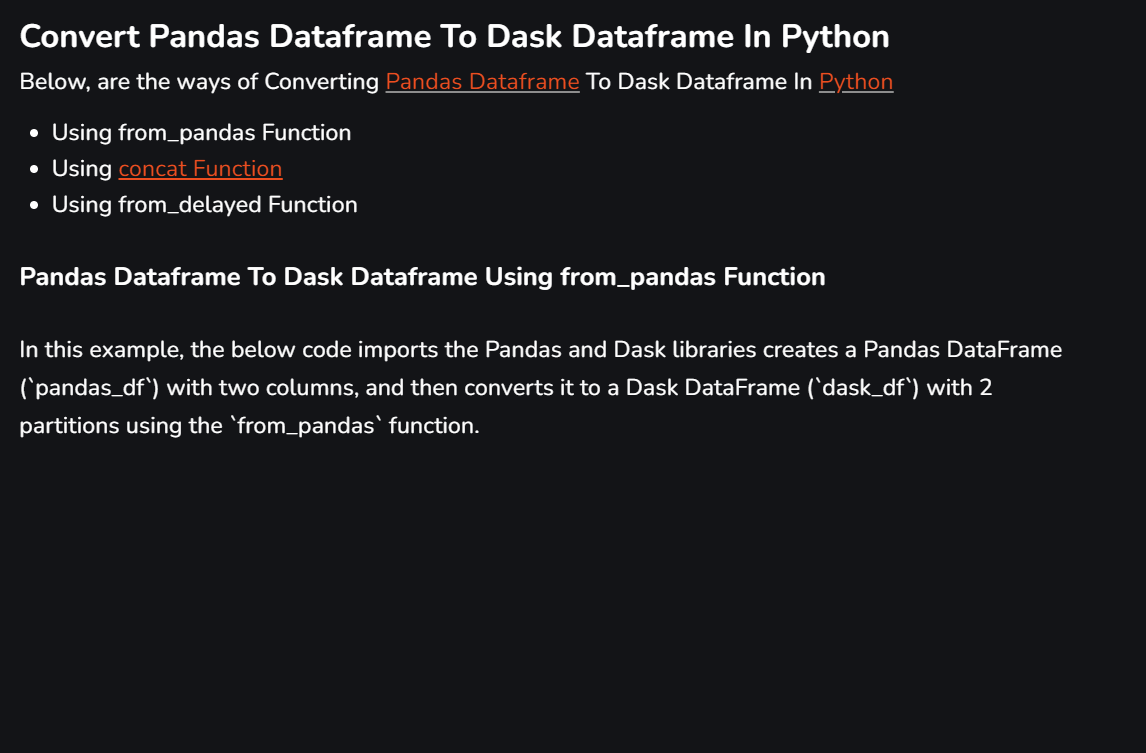 Convert Pandas Dataframe To Dask Dataframe In Python
Below, are the ways of Converting Pandas Dataframe To Dask Dataframe In Python
• Using from_pandas Function
• Using concat Function
• Using from_delayed Function
Pandas Dataframe To Dask Dataframe Using from_pandas Function
In this example, the below code imports the Pandas and Dask libraries creates a Pandas DataFrame
(`pandas_df`) with two columns, and then converts it to a Dask DataFrame (`dask_df`) with 2
partitions using the `from_pandas` function.